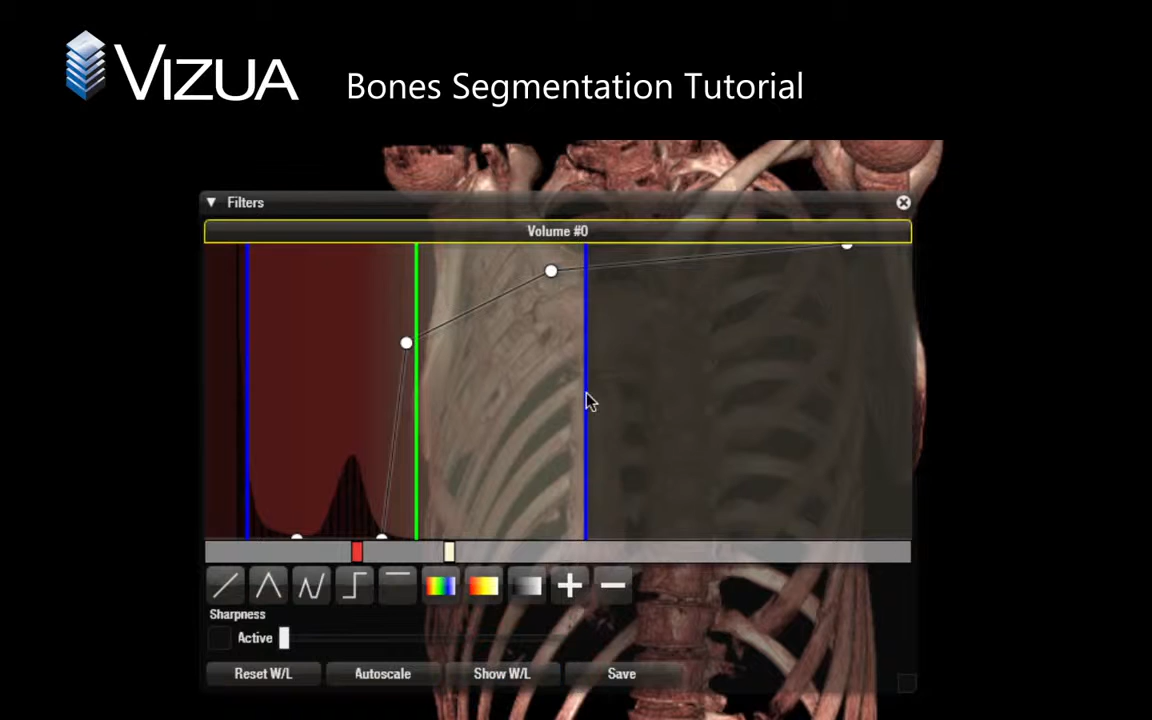 VIZUA
Bones Segmentation Tutorial
Filters
Volume #0
Sharpness
Active
Reset W/L
Autoscale
Show W/L
Save